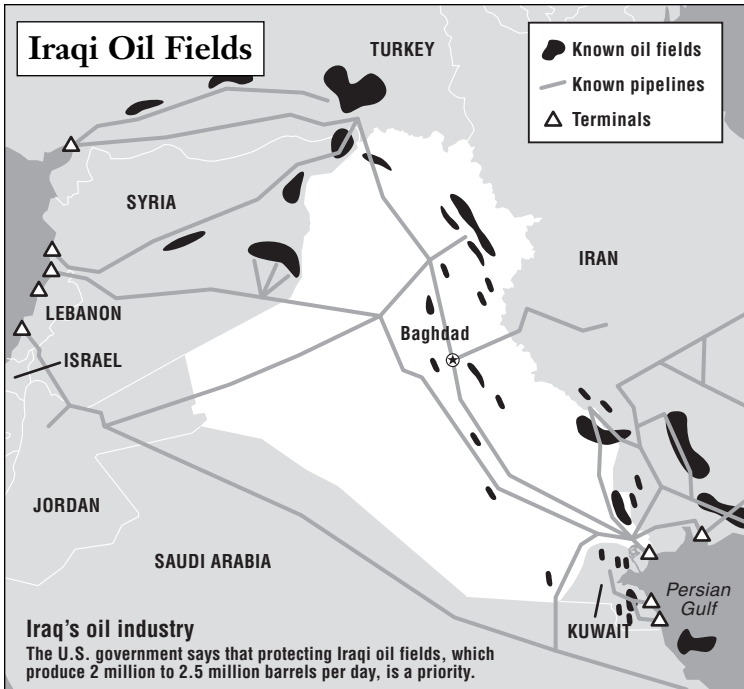 Iraqi Oil Fields
TURKEY
Known oil fields
Known pipelines
Terminals
SYRIA
IRAN
LEBANON
Baghdad
ISRAEL
JORDAN
SAUDI ARABIA
Persian
Gulf
KUWAIT
Iraq's oil industry
The U.S. government says that protecting Iraqi oil fields, which
produce 2 million to 2.5 million barrels per day, is a priority.